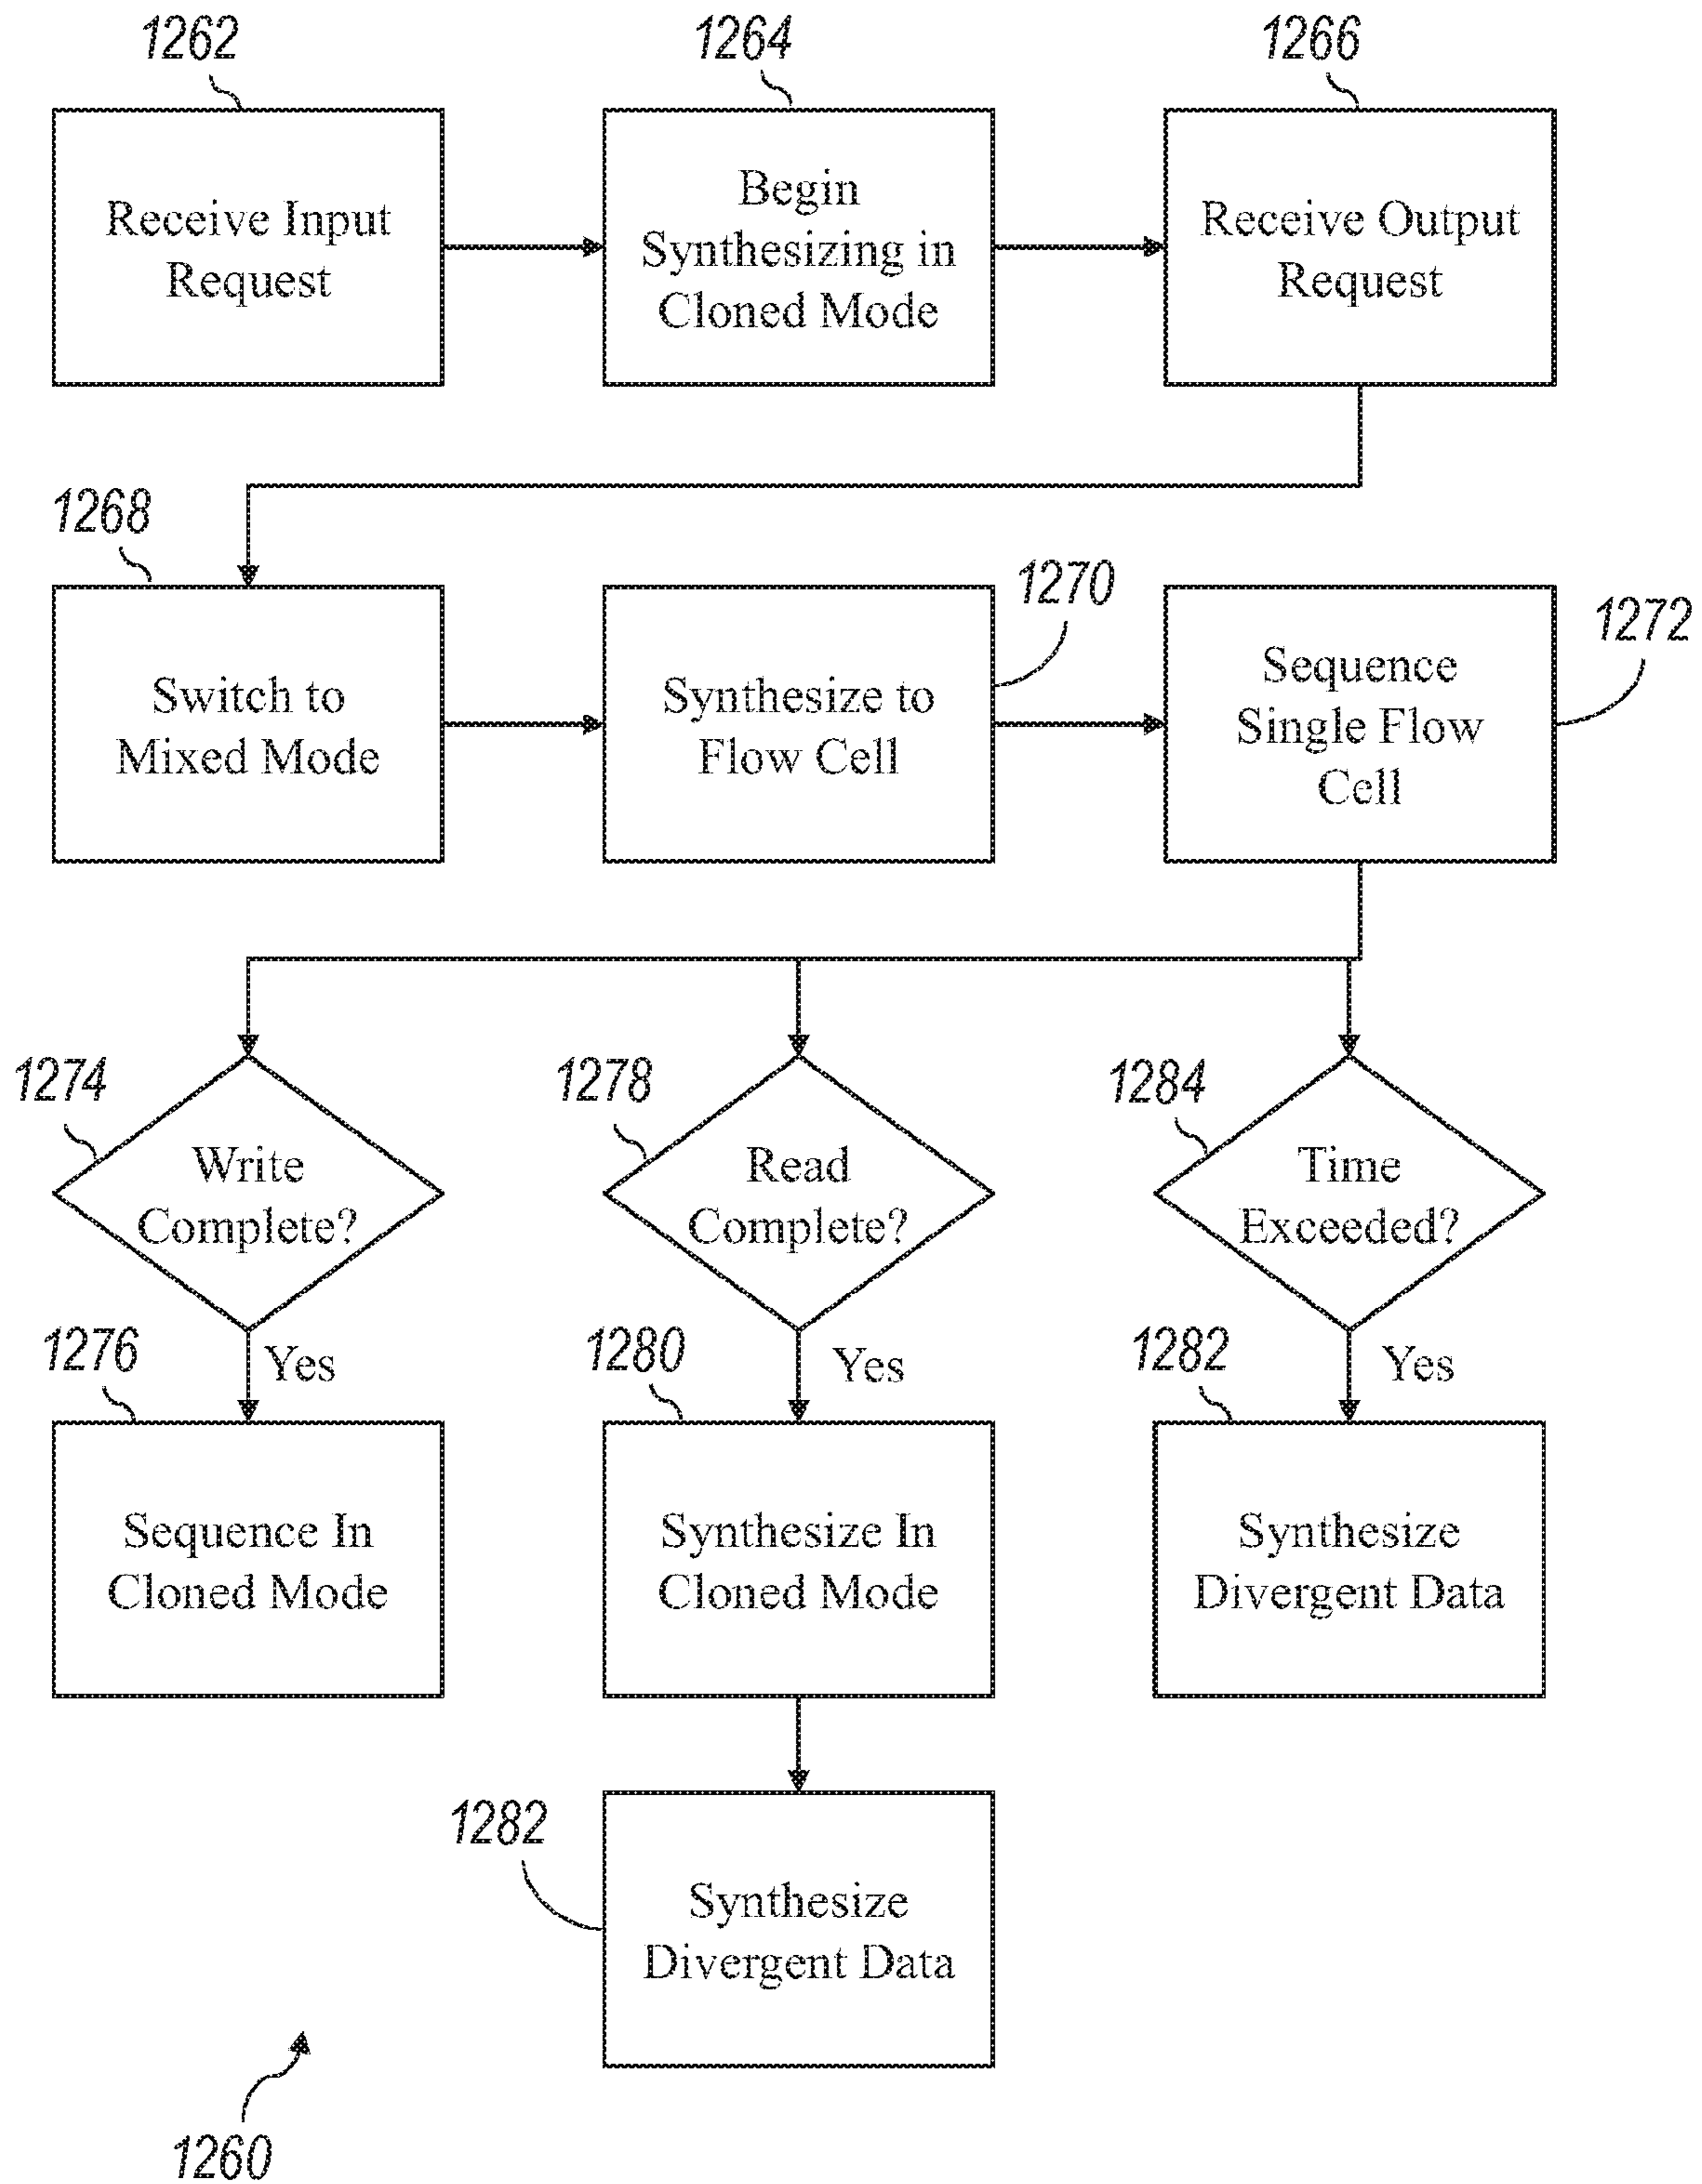 1262
1264
1266
Receive Input
Request
Begin
Synthesizing in
Cloned Mode
Receive Output
Request
1268
1270
1272
Switch to
Mixed Mode
Synthesize to
Flow Cell
Sequence
Single Flow
Cell
1274
1278
1284
Write
Complete?
Read
Complete?
Time
Exceeded?
1276
Yes
1280
Yes
1282
Yes
Sequence In
Cloned Mode
Synthesize In
Cloned Mode
Synthesize
Divergent Data
1282
Synthesize
Divergent Data
1260